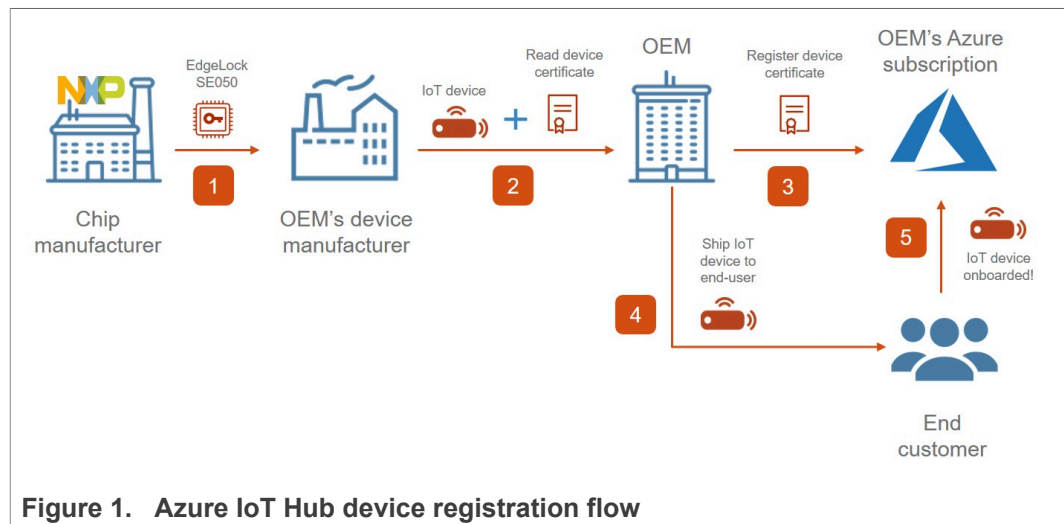 NXP
EdgeLock
SE050
1
Chip
manufacturer
OEM's device
manufacturer
IoT device
Read device
certificate
2
OEM
Register device
certificate
3
OEM's Azure
subscription
Ship IoT
device to
end-user
4
5
IoT device
onboarded!
End
customer
Figure 1. Azure IoT Hub device registration flow